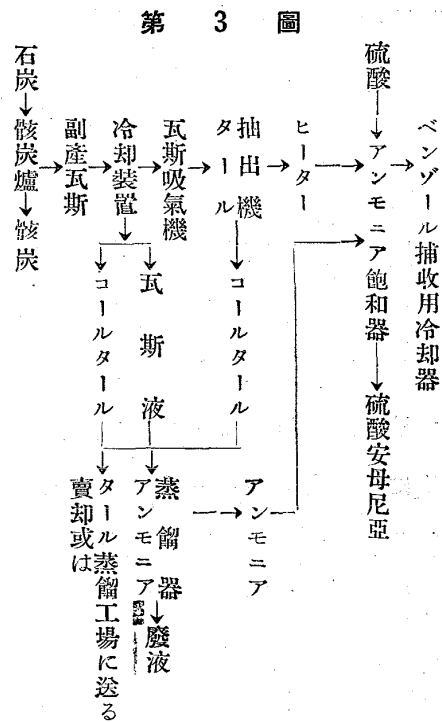 第 3 圖
石炭→骸炭爐→骸炭
副產瓦斯
冷却装置
瓦斯吸氣機
タール抽出機
ヒーター
硫酸→アンモニア飽和器→硫酸安母尼亞
ベンゾール捕收用冷却器
コールタール
瓦斯液
コールタール
タール蒸餾工場に送る
賣却或は
アンモニア蒸餾器→廢液
アンモニア